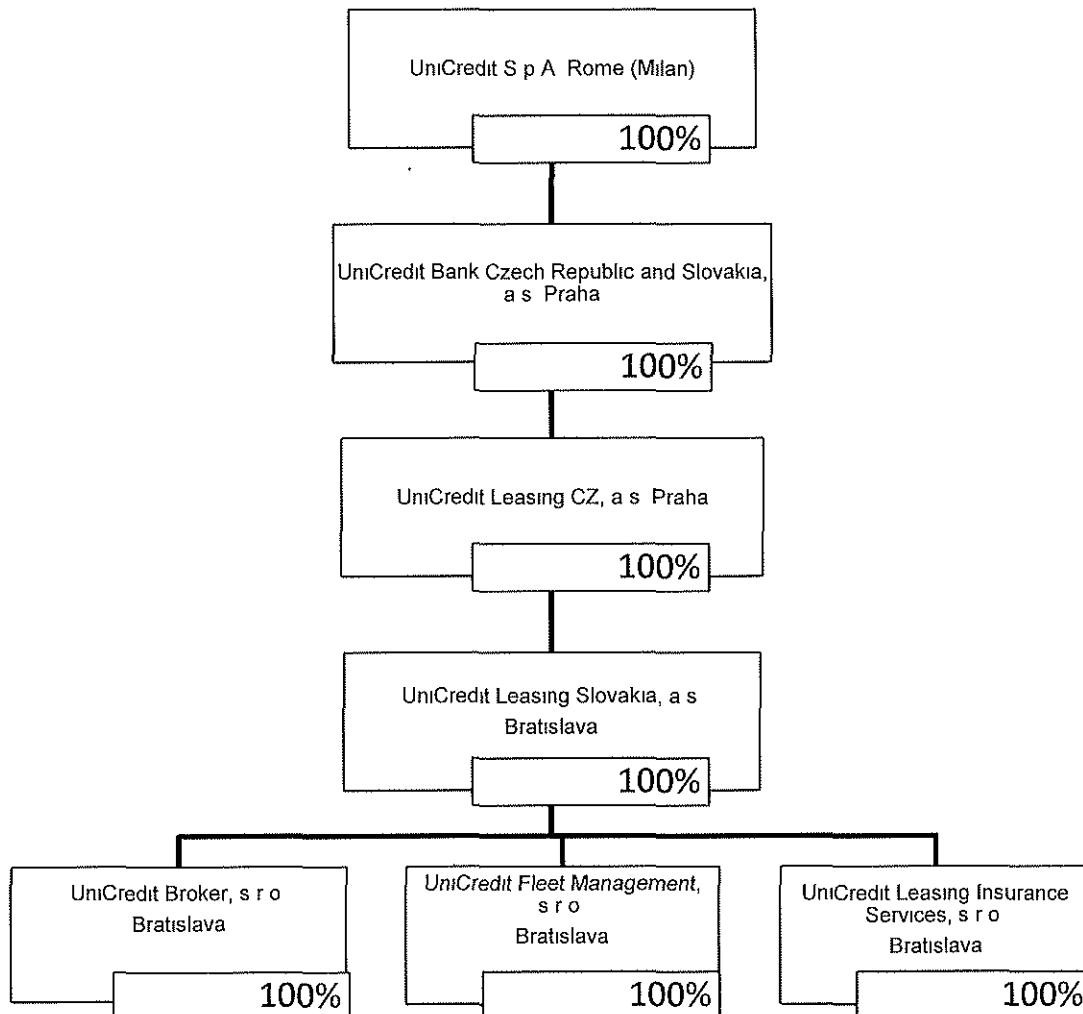 UniCredit S p A Rome (Milan)
100%
UniCredit Bank Czech Republic and Slovakia,
a s Praha
100%
UniCredit Leasing CZ, a s Praha
100%
UniCredit Leasing Slovakia, a s
Bratislava
100%
UniCredit Broker, s r o
Bratislava
100%
UniCredit Fleet Management,
s r o
Bratislava
100%
UniCredit Leasing Insurance
Services, s r o
Bratislava
100%